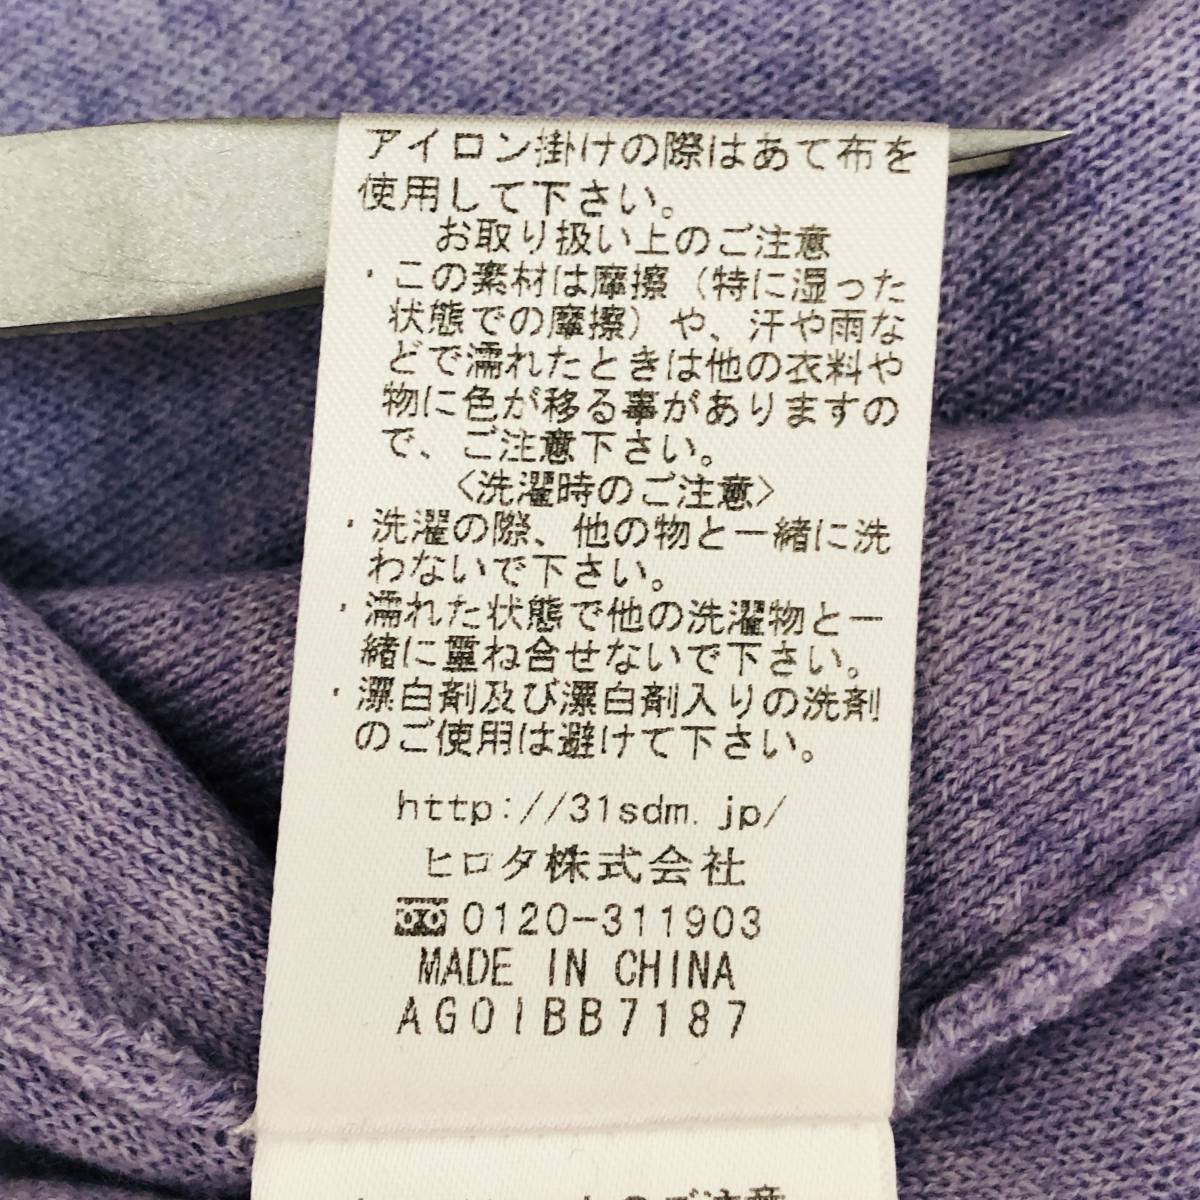 アイロン掛けの際はあて布を
使用して下さい。
お取り扱い上のご注意
・この素材は摩擦(特に湿った
状態での摩擦)や、汗や雨な
どで濡れたときは他の衣料や
物に色が移る事がありますの
で、ご注意下さい。
<洗濯時のご注意>
・洗濯の際、他の物と一緒に洗
わないで下さい。
・濡れた状態で他の洗濯物と一
緒に重ね合せないで下さい。
・漂白剤及び漂白剤入りの洗剤
のご使用は避けて下さい。
http://31sdm.jp/
ヒロタ株式会社
0120-311903
MADE IN CHINA
AG01BB7187
のご注意